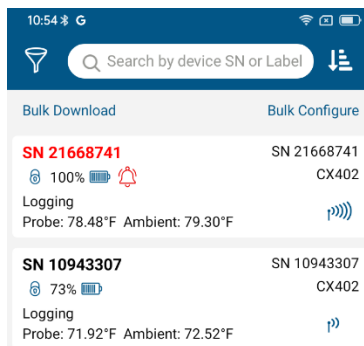 10:54 G
Search by device SN or Label
Bulk Download Bulk Configure
SN 21668741 SN 21668741
100% CX402
Logging
Probe: 78.48°F Ambient: 79.30°F
SN 10943307 SN 10943307
73% CX402
Logging
Probe: 71.92°F Ambient: 72.52°F